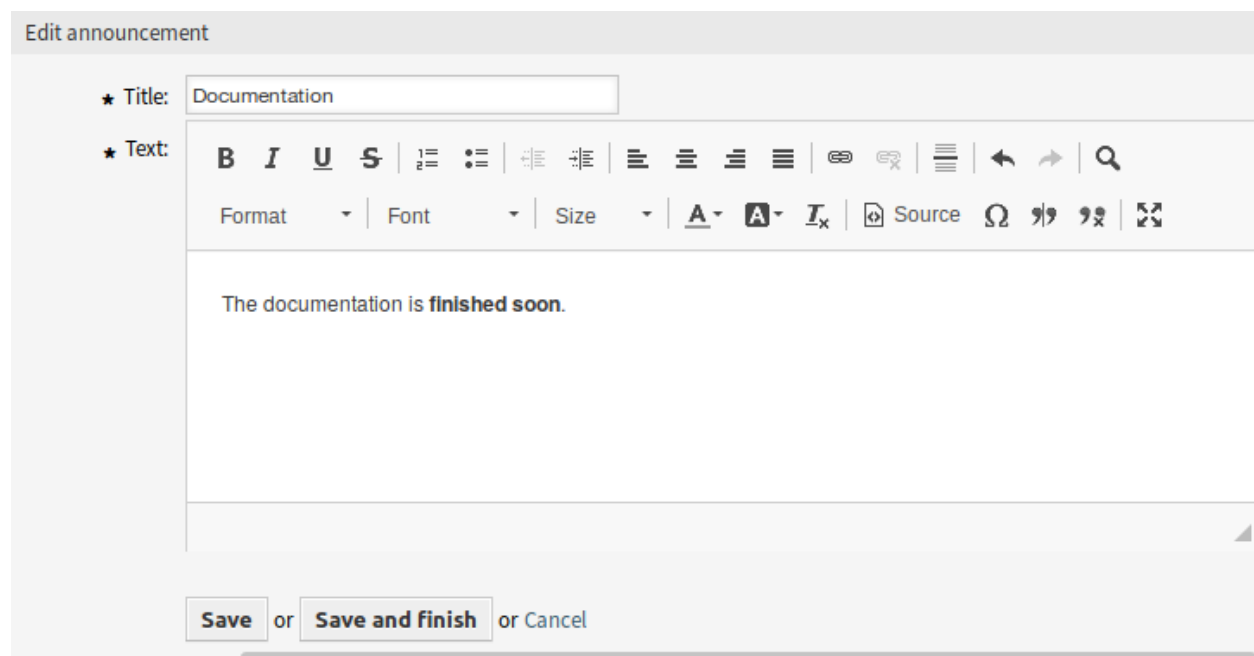 Edit announcement
★ Title: Documentation
★ Text:
B I U S
Format Font Size A A Ix Source Ω
The documentation is finished soon.
Save or Save and finish or Cancel